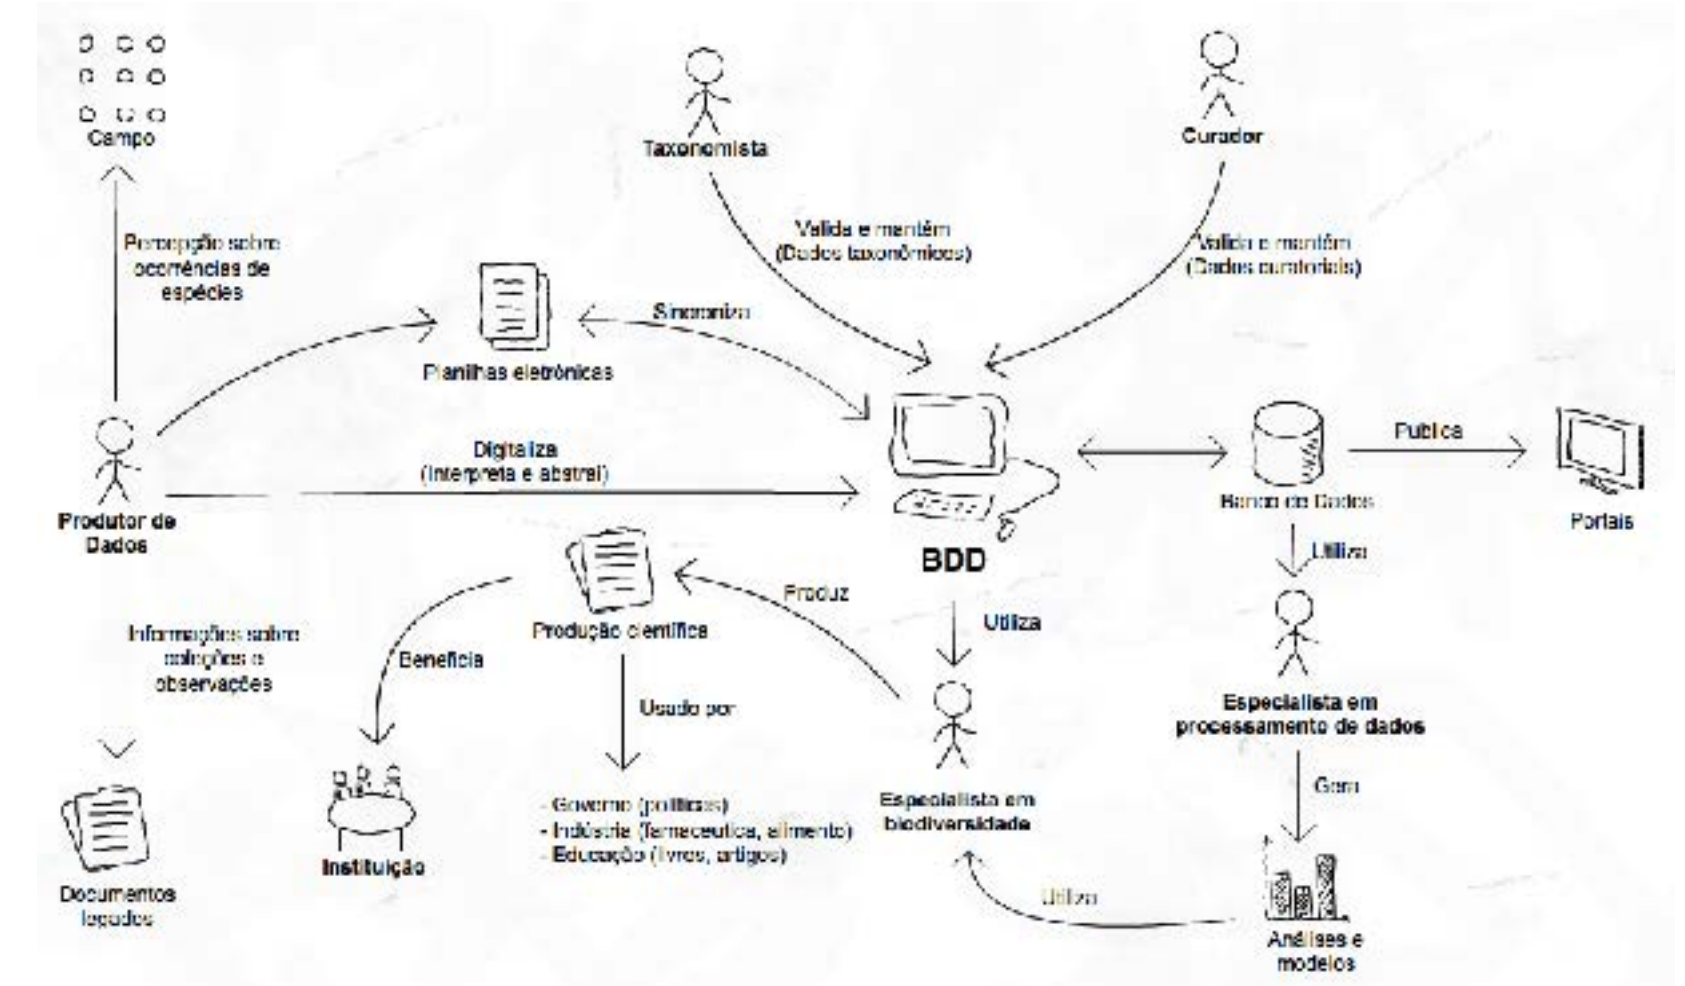 Campo
Taxonomista
Curador
Percepção sobre
ocorrências de
espécies
Valida e mantém
(Dados taxonômicos)
Valida e mantém
(Dados curatoriais)
Sincroniza
Planilhas eletrônicas
Digitaliza
(Interpreta e abstrai)
Publica
Produtor de
Dados
BDD
Banco de Dados
Portais
Utiliza
Produz
Utiliza
Produção científica
Informações sobre
coleções e
observações
Beneficia
Usado por
Especialista em
processamento de dados
Gera
Especialista em
biodiversidade
- Governo (políticas)
- Indústria (farmaceutica, alimento)
- Educação (livros, artigos)
Instituição
Documentos
legados
Utiliza
Análises e
modelos